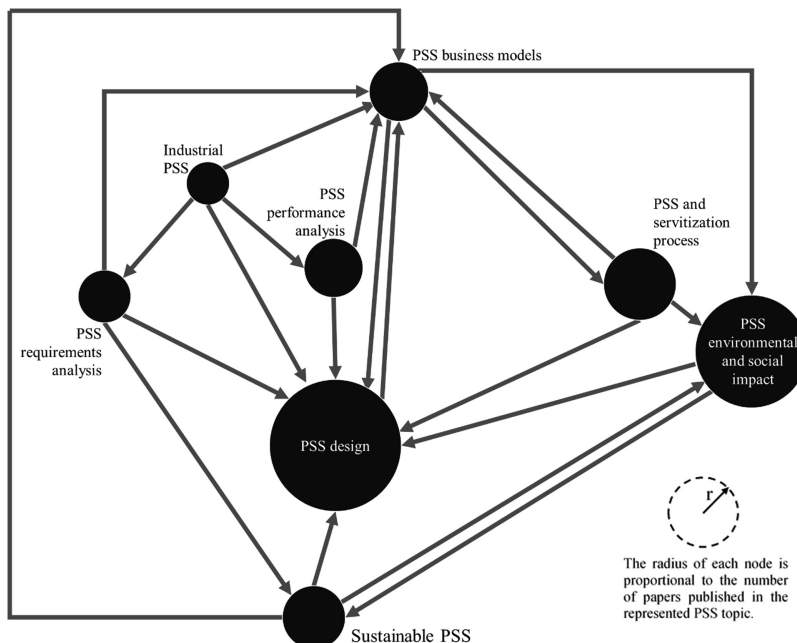 PSS business models
Industrial
PSS
PSS
performance
analysis
PSS and
servitization
process
PSS
requirements
analysis
PSS
environmental
and social
impact
PSS design
r
The radius of each node is
proportional to the number
of papers published in the
represented PSS topic.
Sustainable PSS